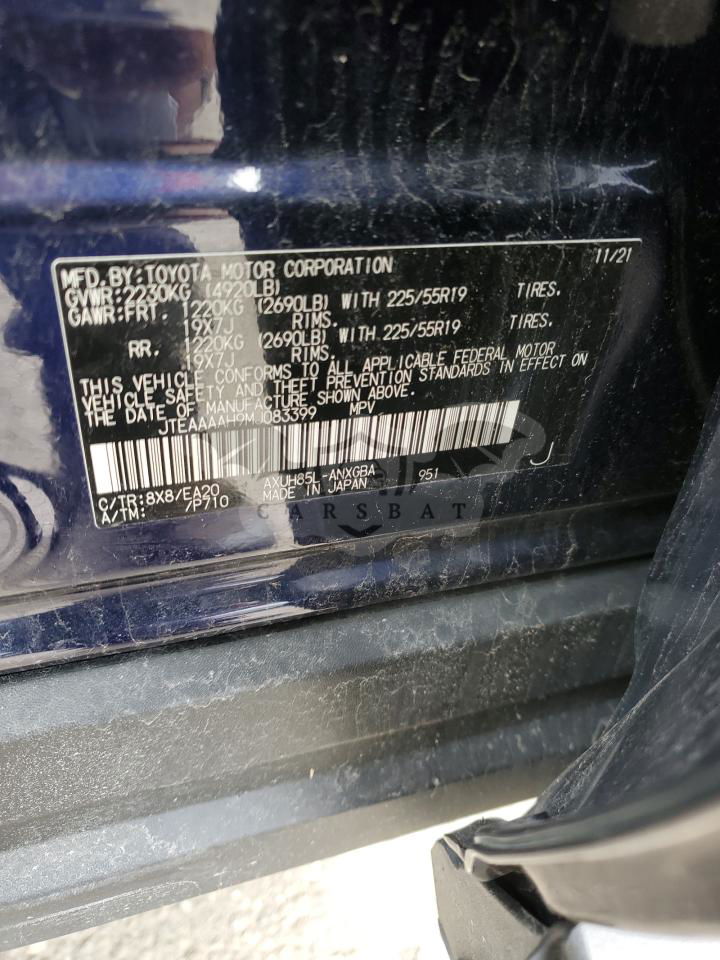 MFD.BY:TOYOTA MOTOR CORPORATION 11/21
GVWR:2230KG (4920LB)
GAWR:FRT. 1220KG (2690LB) WITH 225/55R19 TIRES.
19X7J RIMS.
RR. 1220KG (2690LB) WITH 225/55R19 TIRES.
19X7J RIMS.
THIS VEHICLE CONFORMS TO ALL APPLICABLE FEDERAL MOTOR
VEHICLE SAFETY AND THEFT PREVENTION STANDARDS IN EFFECT ON
THE DATE OF MANUFACTURE SHOWN ABOVE.
JTEAAAAH9MJ083399 MPV
C/TR:8X8/EA20 AXUH85L-ANXGBA 951 J
A/TM: /P710 MADE IN JAPAN
CARSBAT